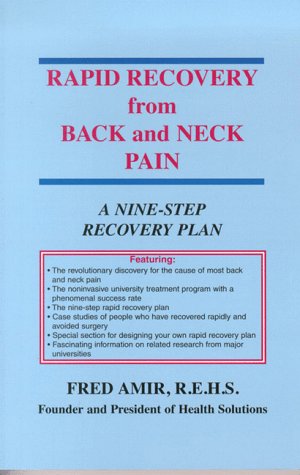 RAPID RECOVERY
from
BACK and NECK
PAIN
A NINE-STEP
RECOVERY PLAN
Featuring:
• The revolutionary discovery for the cause of most back
and neck pain
• The noninvasive university treatment program with a
phenomenal success rate
• The nine-step rapid recovery plan
• Case studies of people who have recovered rapidly and
avoided surgery
• Special section for designing your own rapid recovery plan
• Fascinating information on related research from major
universities
FRED AMIR, R.E.H.S.
Founder and President of Health Solutions